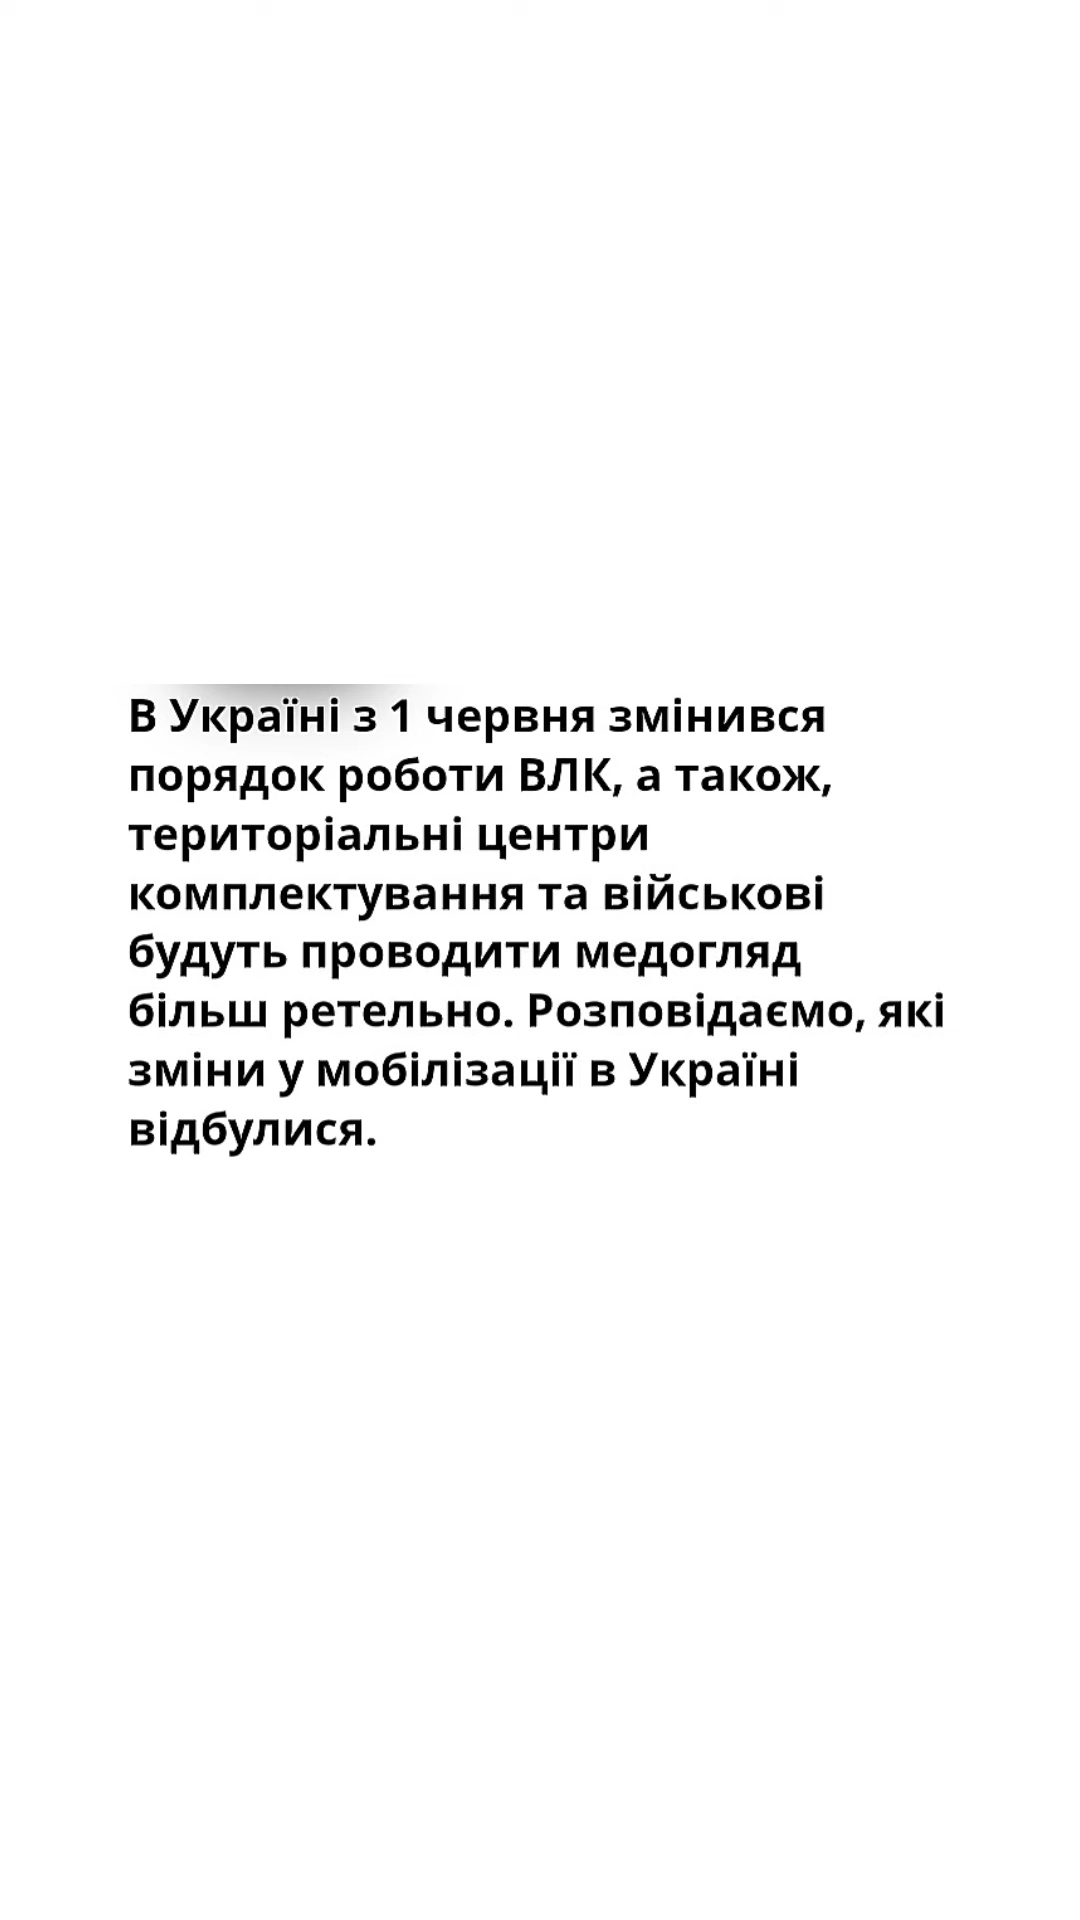 В Україні з 1 червня змінився
порядок роботи ВЛК, а також,
територіальні центри
комплектування та військові
будуть проводити медогляд
більш ретельно. Розповідаємо, які
зміни у мобілізації в Україні
відбулися.